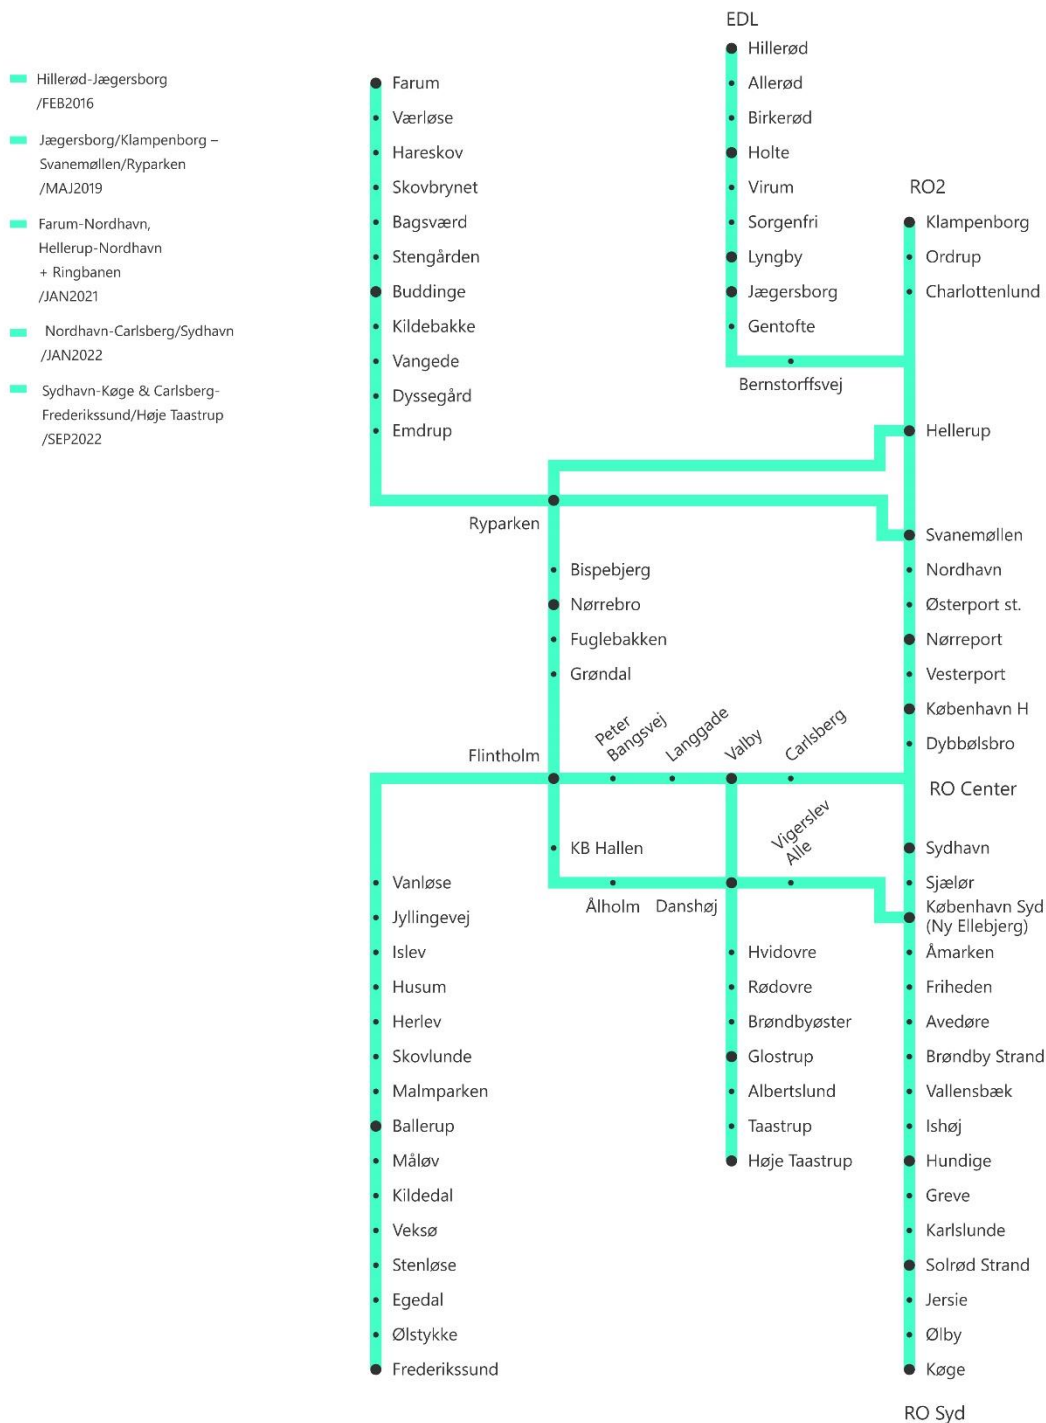 Hillerød-Jægersborg
/FEB2016
Jægersborg/Klampenborg –
Svanemøllen/Ryparken
/MAJ2019
Farum-Nordhavn,
Hellerup-Nordhavn
+ Ringbanen
/JAN2021
Nordhavn-Carlsberg/Sydhavn
/JAN2022
Sydhavn-Køge & Carlsberg-
Frederikssund/Høje Taastrup
/SEP2022
Farum
Værløse
Hareskov
Skovbrynet
Bagsværd
Stengården
Buddinge
Kildebakke
Vangede
Dyssegård
Emdrup
EDL
Hillerød
Allerød
Birkerød
Holte
Virum
Sorgenfri
Lyngby
Jægersborg
Gentofte
Bernstorffsvej
RO2
Klampenborg
Ordrup
Charlottenlund
Hellerup
Svanemøllen
Nordhavn
Østerport st.
Nørreport
Vesterport
København H
Dybbølsbro
RO Center
Ryparken
Bispebjerg
Nørrebro
Fuglebakken
Grøndal
Flintholm
Peter
Bangsvej
Langgade
Valby
Carlsberg
KB Hallen
Ålholm
Danshøj
Vigerslev
Alle
Sydhavn
Sjælør
København Syd
(Ny Ellebjerg)
Åmarken
Friheden
Avedøre
Brøndby Strand
Vallensbæk
Ishøj
Hundige
Greve
Karlslunde
Solrød Strand
Jersie
Ølby
Køge
RO Syd
Vanløse
Jyllingevej
Islev
Husum
Herlev
Skovlunde
Malmparken
Ballerup
Måløv
Kildedal
Veksø
Stenløse
Egedal
Ølstykke
Frederikssund
Hvidovre
Rødovre
Brøndbyøster
Glostrup
Albertslund
Taastrup
Høje Taastrup